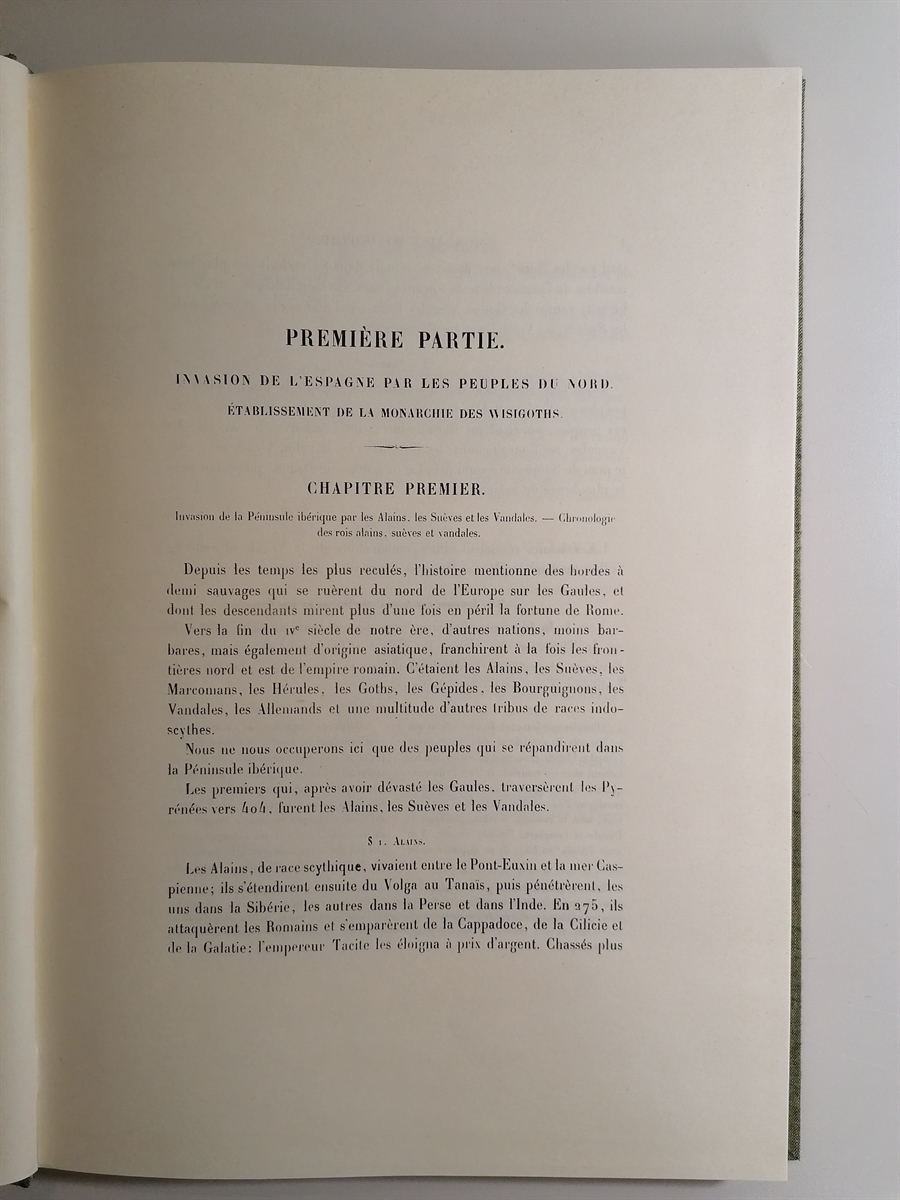 PREMIÈRE PARTIE.
INVASION DE L'ESPAGNE PAR LES PEUPLES DU NORD.
ÉTABLISSEMENT DE LA MONARCHIE DES WISIGOTHS.
CHAPITRE PREMIER.
Invasion de la Péninsule ibérique par les Alains, les Suèves et les Vandales. — Chronologie
des rois alains, suèves et vandales.
Depuis les temps les plus reculés, l'histoire mentionne des hordes à
demi sauvages qui se ruèrent du nord de l'Europe sur les Gaules, et
dont les descendants mirent plus d'une fois en péril la fortune de Rome.
Vers la fin du IVe siècle de notre ère, d'autres nations, moins bar-
bares, mais également d'origine asiatique, franchirent à la fois les fron-
tières nord et est de l'empire romain. C'étaient les Alains, les Suèves, les
Marcomans, les Hérules, les Goths, les Gépides, les Bourguignons, les
Vandales, les Allemands et une multitude d'autres tribus de races indo-
scythes.
Nous ne nous occuperons ici que des peuples qui se répandirent dans
la Péninsule ibérique.
Les premiers qui, après avoir dévasté les Gaules, traversèrent les Py-
rénées vers 404, furent les Alains, les Suèves et les Vandales.
§ 1. ALAINS.
Les Alains, de race scythique, vivaient entre le Pont-Euxin et la mer Cas-
pienne; ils s'étendirent ensuite du Volga au Tanaïs, puis pénétrèrent, les
uns dans la Sibérie, les autres dans la Perse et dans l'Inde. En 275, ils
attaquèrent les Romains et s'emparèrent de la Cappadoce, de la Cilicie et
de la Galatie: l'empereur Tacite les éloigna à prix d'argent. Chassés plus